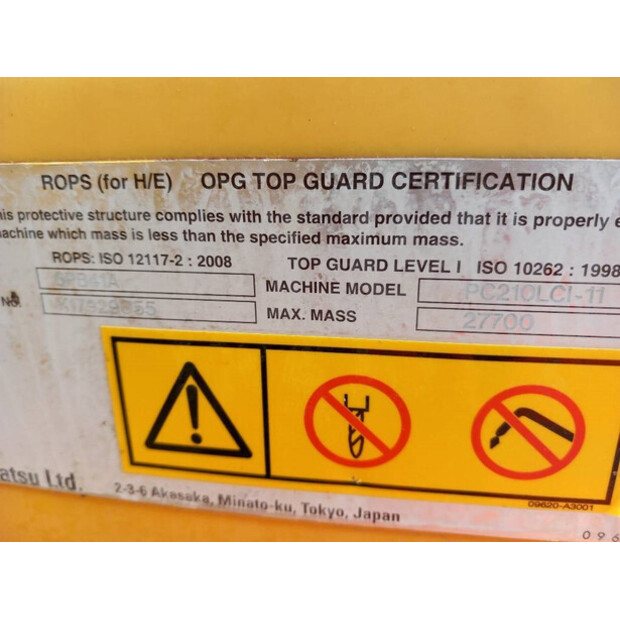 ROPS (for H/E) OPG TOP GUARD CERTIFICATION
his protective structure complies with the standard provided that it is properly e
achine which mass is less than the specified maximum mass.
ROPS: ISO 12117-2 : 2008 TOP GUARD LEVEL I ISO 10262 : 1998
MACHINE MODEL PC210LCI-11
No. MAX. MASS 27700
atsu Ltd.
2-3-6 Akasaka, Minato-ku, Tokyo, Japan
09620-A3001
096